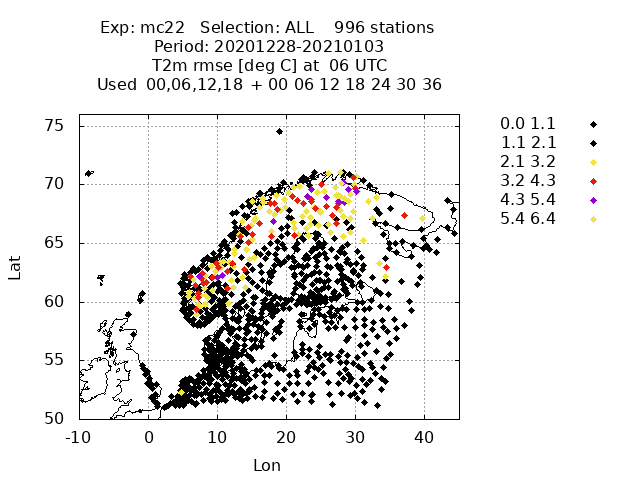 Exp: mc22 Selection: ALL 996 stations
Period: 20201228-20210103
T2m rmse [deg C] at 06 UTC
Used 00,06,12,18 + 00 06 12 18 24 30 36
0.0 1.1
1.1 2.1
2.1 3.2
3.2 4.3
4.3 5.4
5.4 6.4
75
70
65
60
55
50
Lat
-10 0 10 20 30 40
Lon